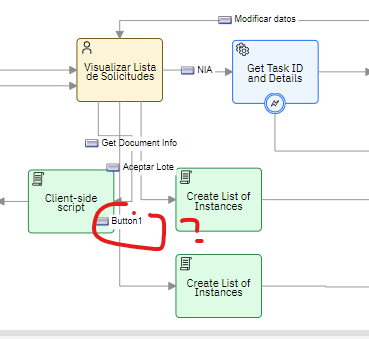 Modificar datos
Visualizar Lista
de Solicitudes
NIA
Get Task ID
and Details
Get Document Info
Aceptar Lote
Client-side
script
Create List of
Instances
Button1
?
Create List of
Instances